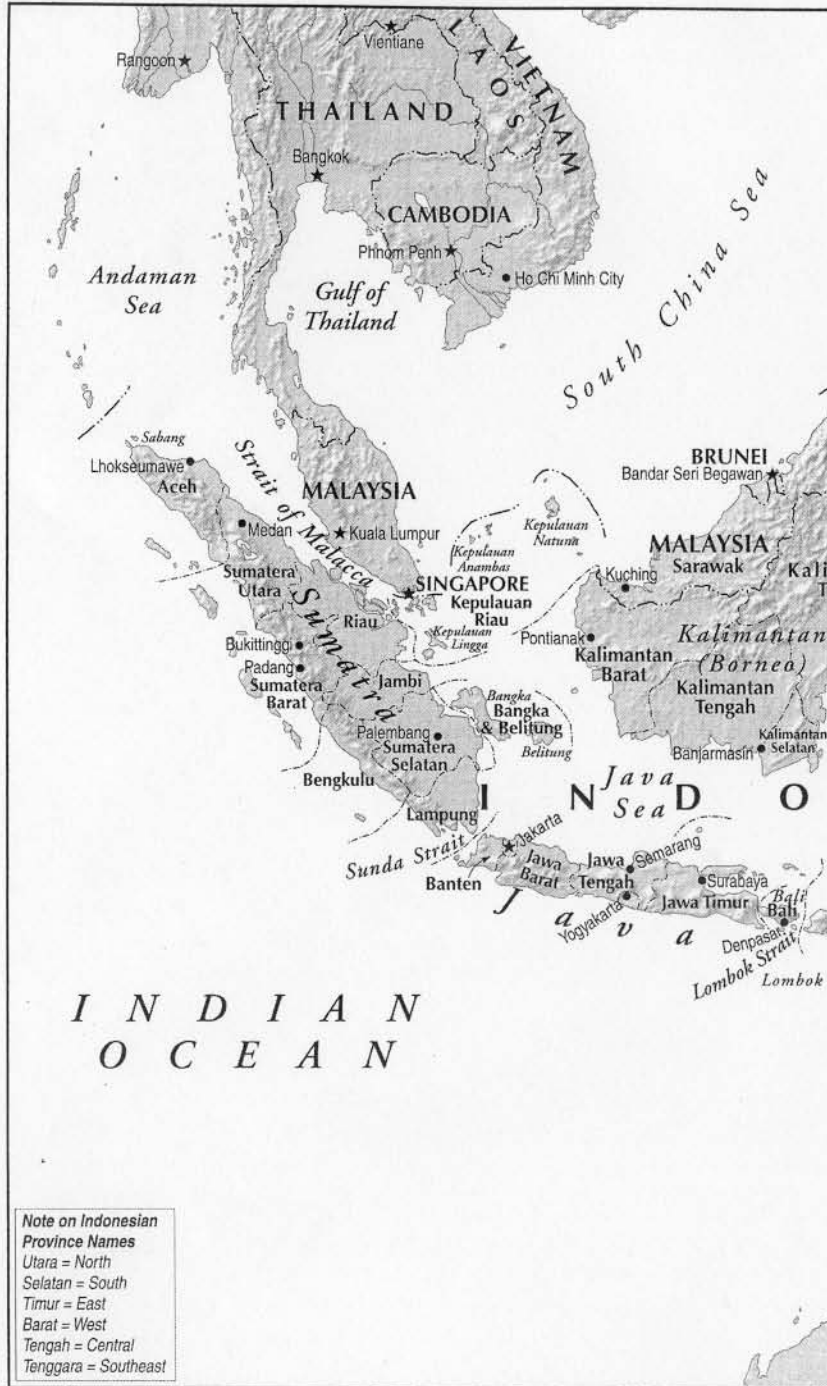 Vientiane
LAOS
VIETNAM
Rangoon
THAILAND
Bangkok
CAMBODIA
Phhom Penh
Ho Chi Minh City
Andaman
Sea
Gulf of
Thailand
South China Sea
Sabang
Lhokseumawe
Aceh
Strait of Malacca
MALAYSIA
BRUNEI
Bandar Seri Begawan
Medan
Kuala Lumpur
Kepulauan
Natuna
Kepulauan
Anambas
MALAYSIA
Sarawak
Sumatera
Utara
SINGAPORE
Kepulauan
Riau
Kuching
Kali
T
Sumatra
Riau
Kepulauan
Lingga
Pontianak
Kalimantan
Barat
Kalimantan
(Borneo)
Bukittinggi
Padang
Sumatera
Barat
Jambi
Kalimantan
Tengah
Bangka
Bangka
& Belitung
Belitung
Palembang
Sumatera
Selatan
Kalimantan
Selatan
Banjarmasin
Bengkulu
Java
Sea
INDO
Lampung
Sunda Strait
Jakarta
Banten
Jawa
Barat
Jawa
Tengah
Semarang
Surabaya
Yogyakarta
Jawa Timur
Bali
Bali
Java
Denpasar
Lombok Strait
Lombok
INDIAN
OCEAN
Note on Indonesian
Province Names
Utara = North
Selatan = South
Timur = East
Barat = West
Tengah = Central
Tenggara = Southeast